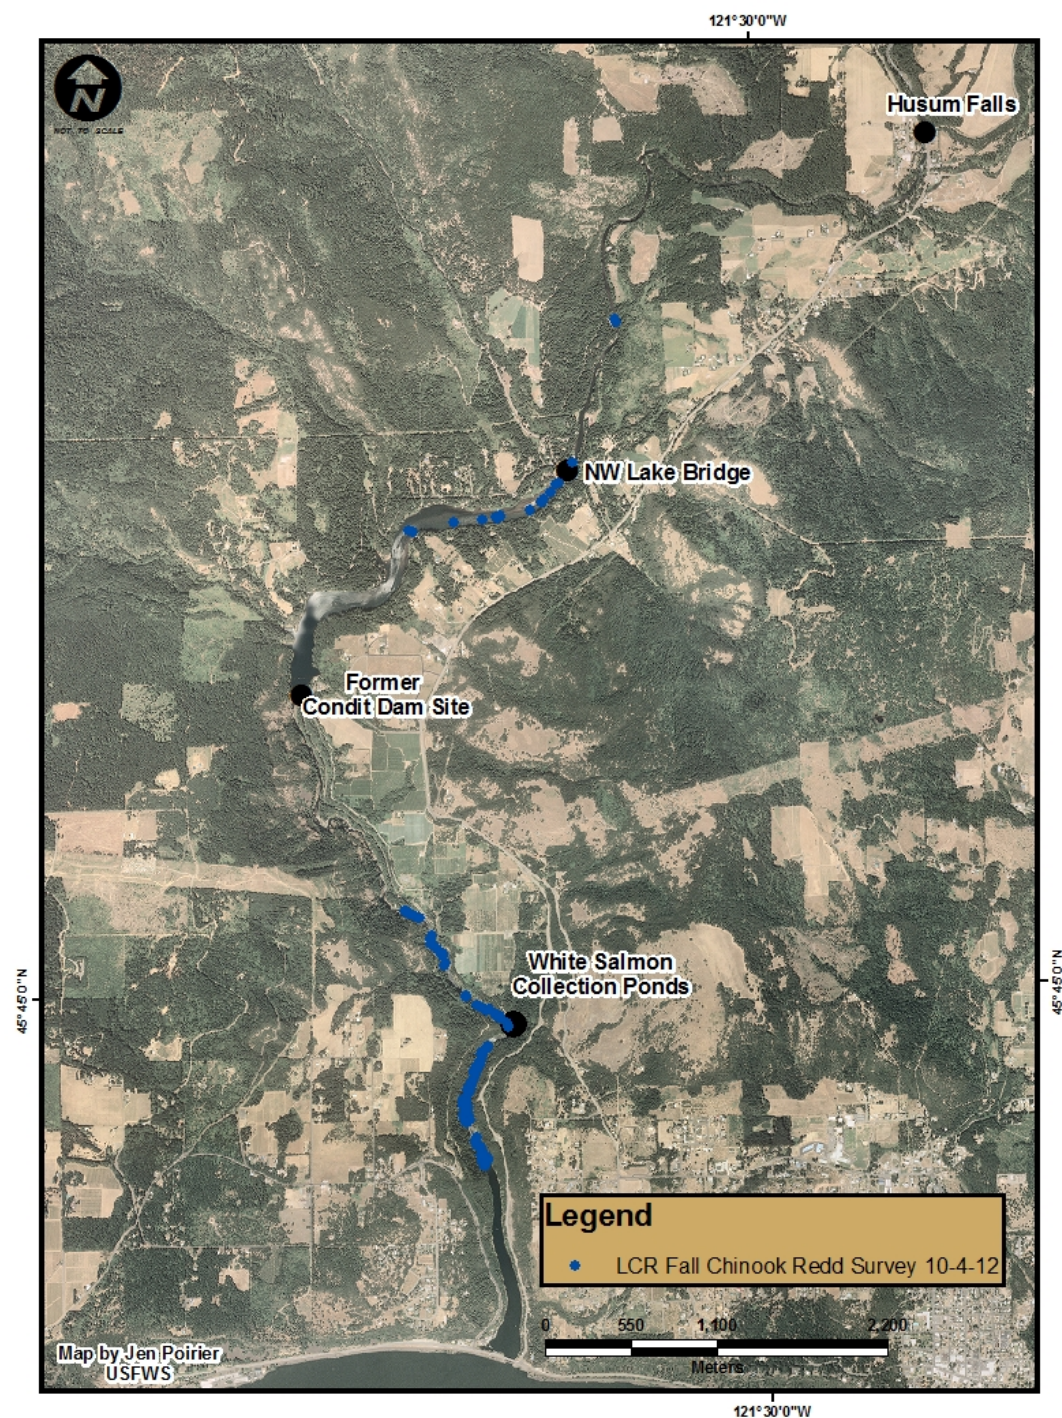 121°30'0"W
N
NOT TO SCALE
Husum Falls
NW Lake Bridge
Former
Condit Dam Site
White Salmon
Collection Ponds
45°45'0"N
45°45'0"N
Legend
LCR Fall Chinook Redd Survey 10-4-12
0 550 1,100 2,200
Meters
Map by Jen Poirier
USFWS
121°30'0"W